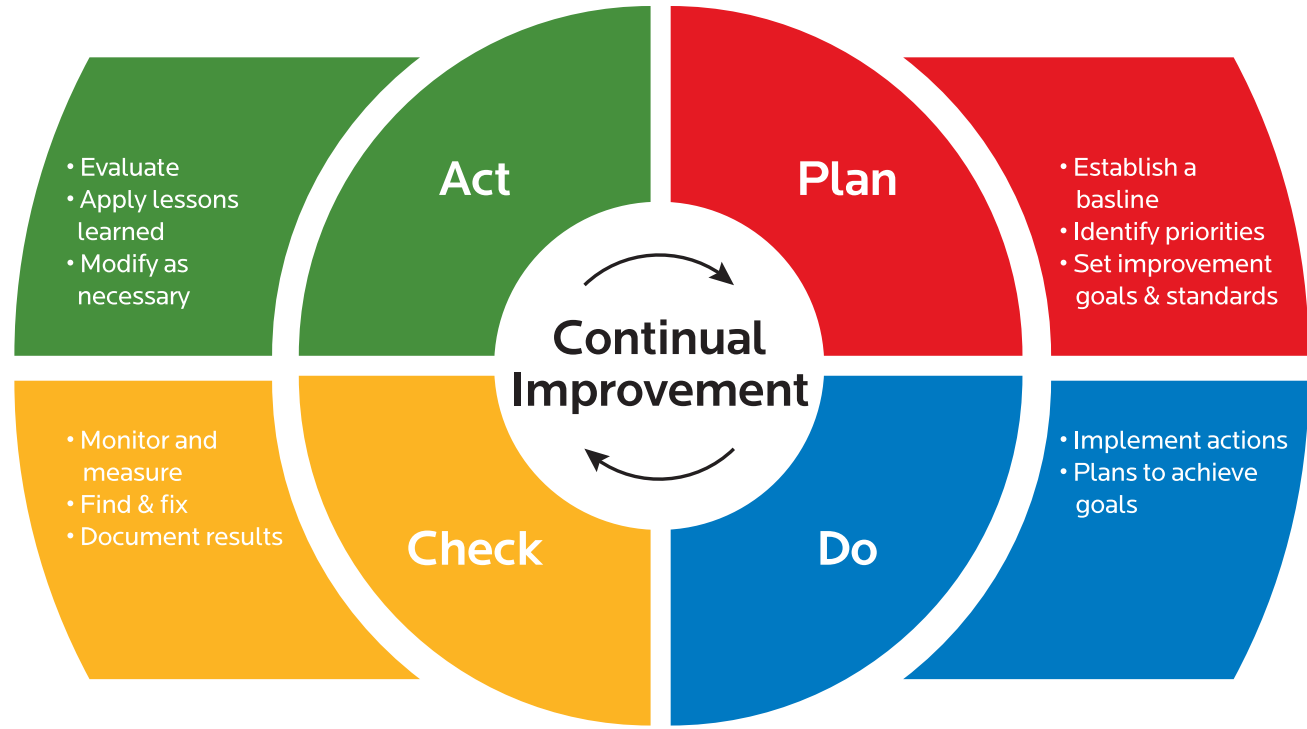 Act
• Evaluate
• Apply lessons
learned
• Modify as
necessary
Plan
• Establish a
basline
• Identify priorities
• Set improvement
goals & standards
Continual
Improvement
Check
• Monitor and
measure
• Find & fix
• Document results
Do
• Implement actions
• Plans to achieve
goals